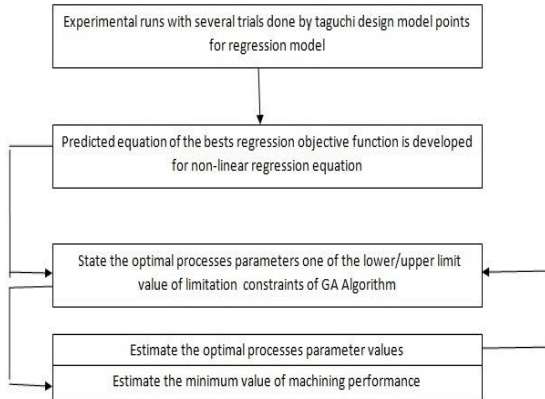 Experimental runs with several trials done by taguchi design model points
for regression model
Predicted equation of the bests regression objective function is developed
for non-linear regression equation
State the optimal processes parameters one of the lower/upper limit
value of limitation constraints of GA Algorithm
Estimate the optimal processes parameter values
Estimate the minimum value of machining performance